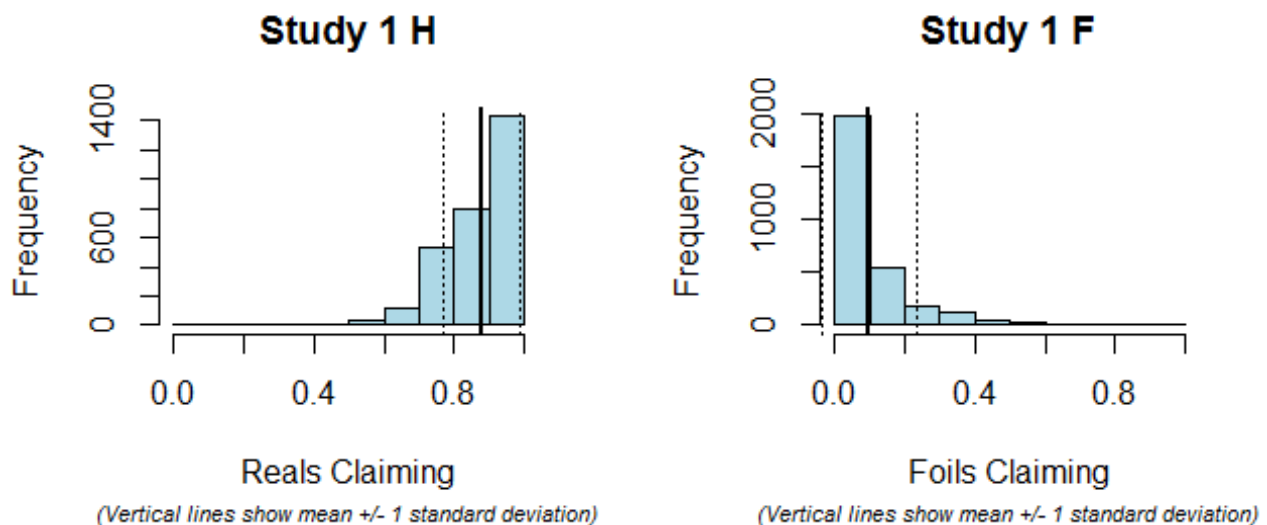 Study 1 H
Frequency
0
600
1400
0.0 0.4 0.8
Reals Claiming
(Vertical lines show mean +/- 1 standard deviation)
Study 1 F
Frequency
0
1000
2000
0.0 0.4 0.8
Foils Claiming
(Vertical lines show mean +/- 1 standard deviation)